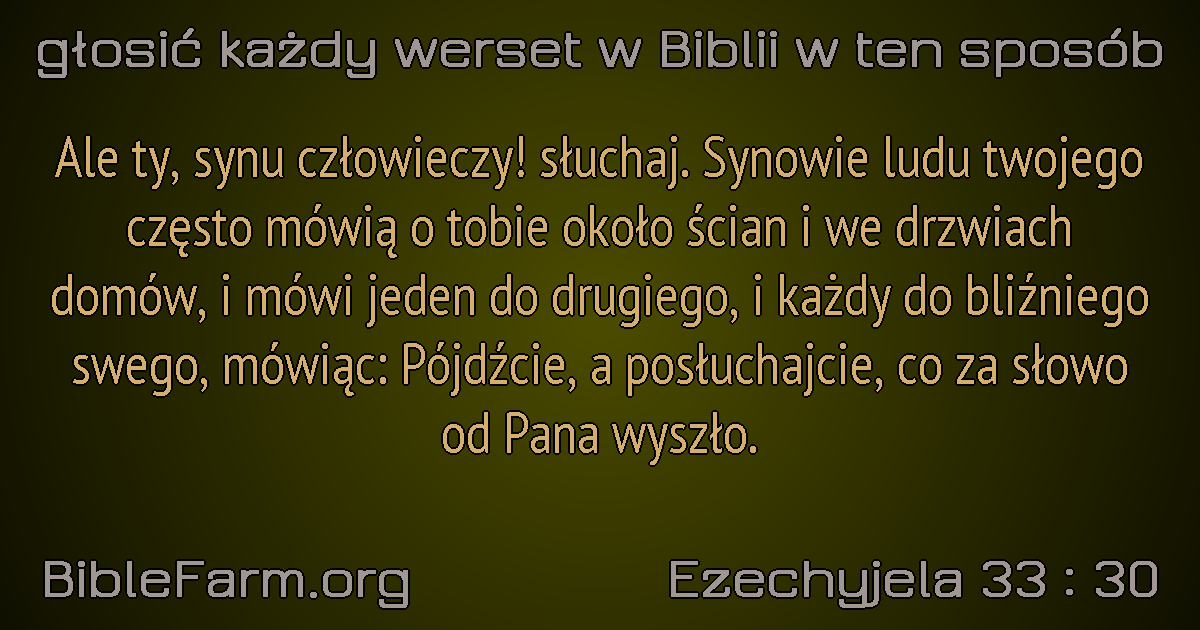 głosić każdy werset w Biblii w ten sposób
Ale ty, synu człowieczy! słuchaj. Synowie ludu twojego
często mówią o tobie około ścian i we drzwiach
domów, i mówi jeden do drugiego, i każdy do bliźniego
swego, mówiąc: Pójdźcie, a posłuchajcie, co za słowo
od Pana wyszło.
BibleFarm.org
Ezechyjela 33 : 30